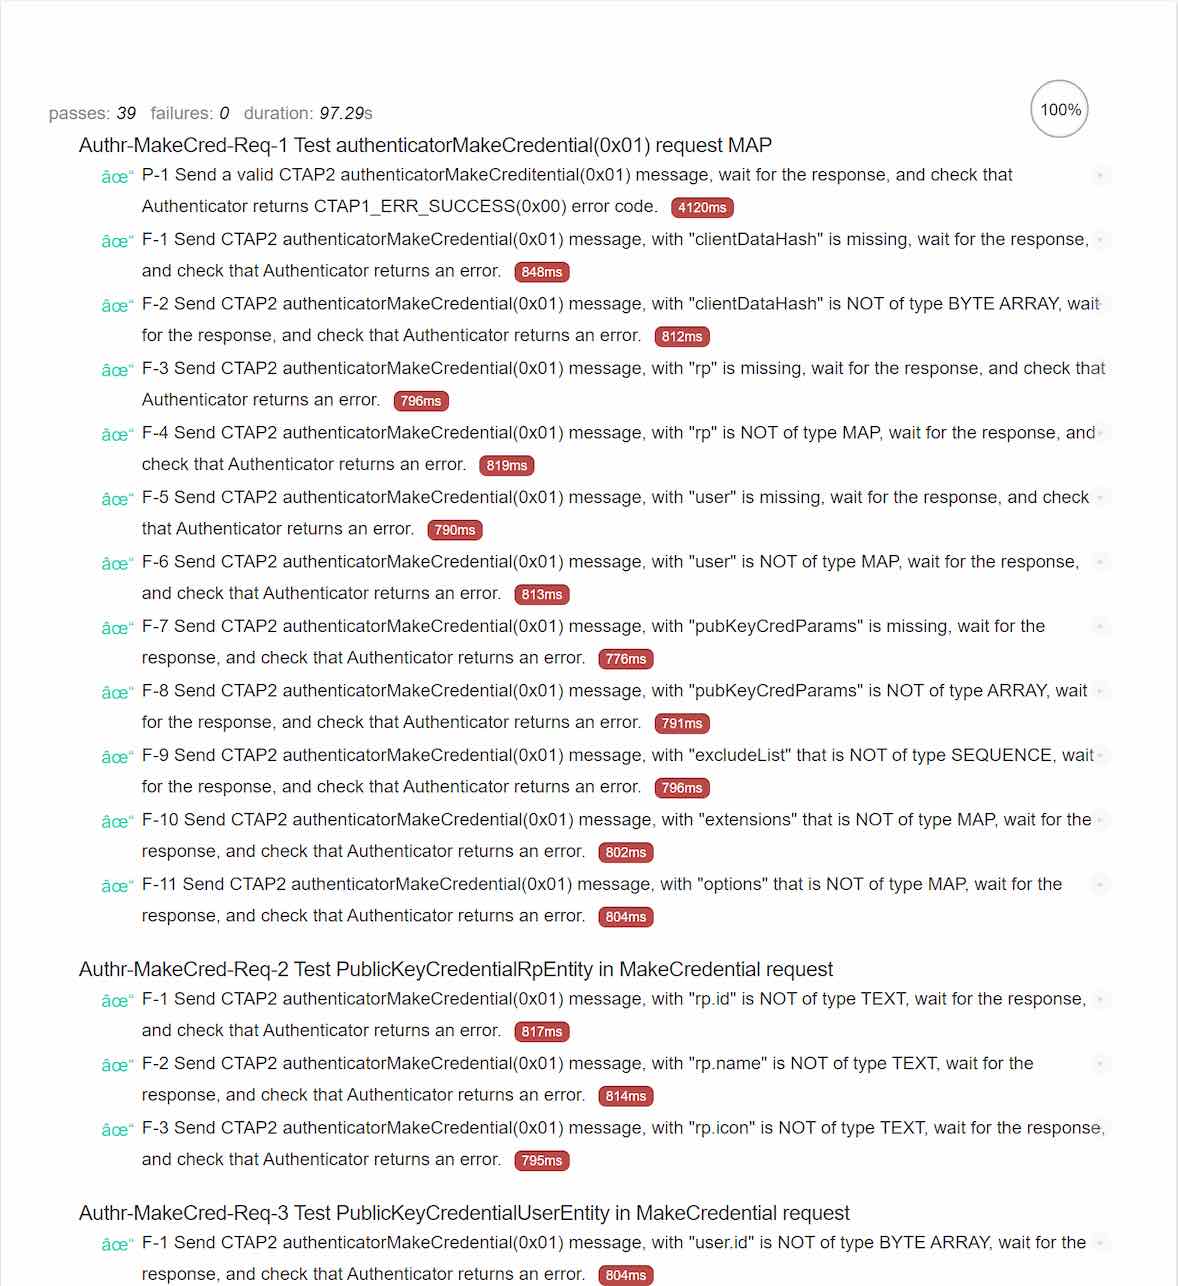 passes: 39 failures: 0 duration: 97.29s
100%
Authr-MakeCred-Req-1 Test authenticatorMakeCredential(0x01) request MAP
âœ“ P-1 Send a valid CTAP2 authenticatorMakeCreditential(0x01) message, wait for the response, and check that
Authenticator returns CTAP1_ERR_SUCCESS(0x00) error code. 4120ms
âœ“ F-1 Send CTAP2 authenticatorMakeCredential(0x01) message, with "clientDataHash" is missing, wait for the response,
and check that Authenticator returns an error. 848ms
âœ“ F-2 Send CTAP2 authenticatorMakeCredential(0x01) message, with "clientDataHash" is NOT of type BYTE ARRAY, wait
for the response, and check that Authenticator returns an error. 812ms
âœ“ F-3 Send CTAP2 authenticatorMakeCredential(0x01) message, with "rp" is missing, wait for the response, and check that
Authenticator returns an error. 796ms
âœ“ F-4 Send CTAP2 authenticatorMakeCredential(0x01) message, with "rp" is NOT of type MAP, wait for the response, and
check that Authenticator returns an error. 819ms
âœ“ F-5 Send CTAP2 authenticatorMakeCredential(0x01) message, with "user" is missing, wait for the response, and check
that Authenticator returns an error. 790ms
âœ“ F-6 Send CTAP2 authenticatorMakeCredential(0x01) message, with "user" is NOT of type MAP, wait for the response,
and check that Authenticator returns an error. 813ms
âœ“ F-7 Send CTAP2 authenticatorMakeCredential(0x01) message, with "pubKeyCredParams" is missing, wait for the
response, and check that Authenticator returns an error. 776ms
âœ“ F-8 Send CTAP2 authenticatorMakeCredential(0x01) message, with "pubKeyCredParams" is NOT of type ARRAY, wait
for the response, and check that Authenticator returns an error. 791ms
âœ“ F-9 Send CTAP2 authenticatorMakeCredential(0x01) message, with "excludeList" that is NOT of type SEQUENCE, wait
for the response, and check that Authenticator returns an error. 796ms
âœ“ F-10 Send CTAP2 authenticatorMakeCredential(0x01) message, with "extensions" that is NOT of type MAP, wait for the
response, and check that Authenticator returns an error. 802ms
âœ“ F-11 Send CTAP2 authenticatorMakeCredential(0x01) message, with "options" that is NOT of type MAP, wait for the
response, and check that Authenticator returns an error. 804ms
Authr-MakeCred-Req-2 Test PublicKeyCredentialRpEntity in MakeCredential request
âœ“ F-1 Send CTAP2 authenticatorMakeCredential(0x01) message, with "rp.id" is NOT of type TEXT, wait for the response,
and check that Authenticator returns an error. 817ms
âœ“ F-2 Send CTAP2 authenticatorMakeCredential(0x01) message, with "rp.name" is NOT of type TEXT, wait for the
response, and check that Authenticator returns an error. 814ms
âœ“ F-3 Send CTAP2 authenticatorMakeCredential(0x01) message, with "rp.icon" is NOT of type TEXT, wait for the response,
and check that Authenticator returns an error. 795ms
Authr-MakeCred-Req-3 Test PublicKeyCredentialUserEntity in MakeCredential request
âœ“ F-1 Send CTAP2 authenticatorMakeCredential(0x01) message, with "user.id" is NOT of type BYTE ARRAY, wait for the
response, and check that Authenticator returns an error. 804ms